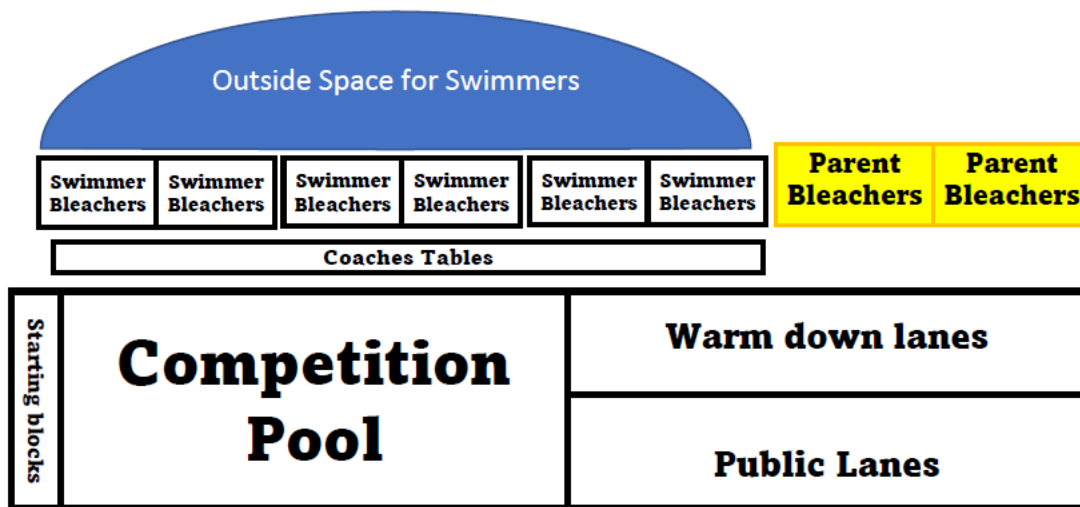 Outside Space for Swimmers
Swimmer
Bleachers
Swimmer
Bleachers
Swimmer
Bleachers
Swimmer
Bleachers
Swimmer
Bleachers
Swimmer
Bleachers
Parent
Bleachers
Parent
Bleachers
Coaches Tables
Starting blocks
Competition
Pool
Warm down lanes
Public Lanes